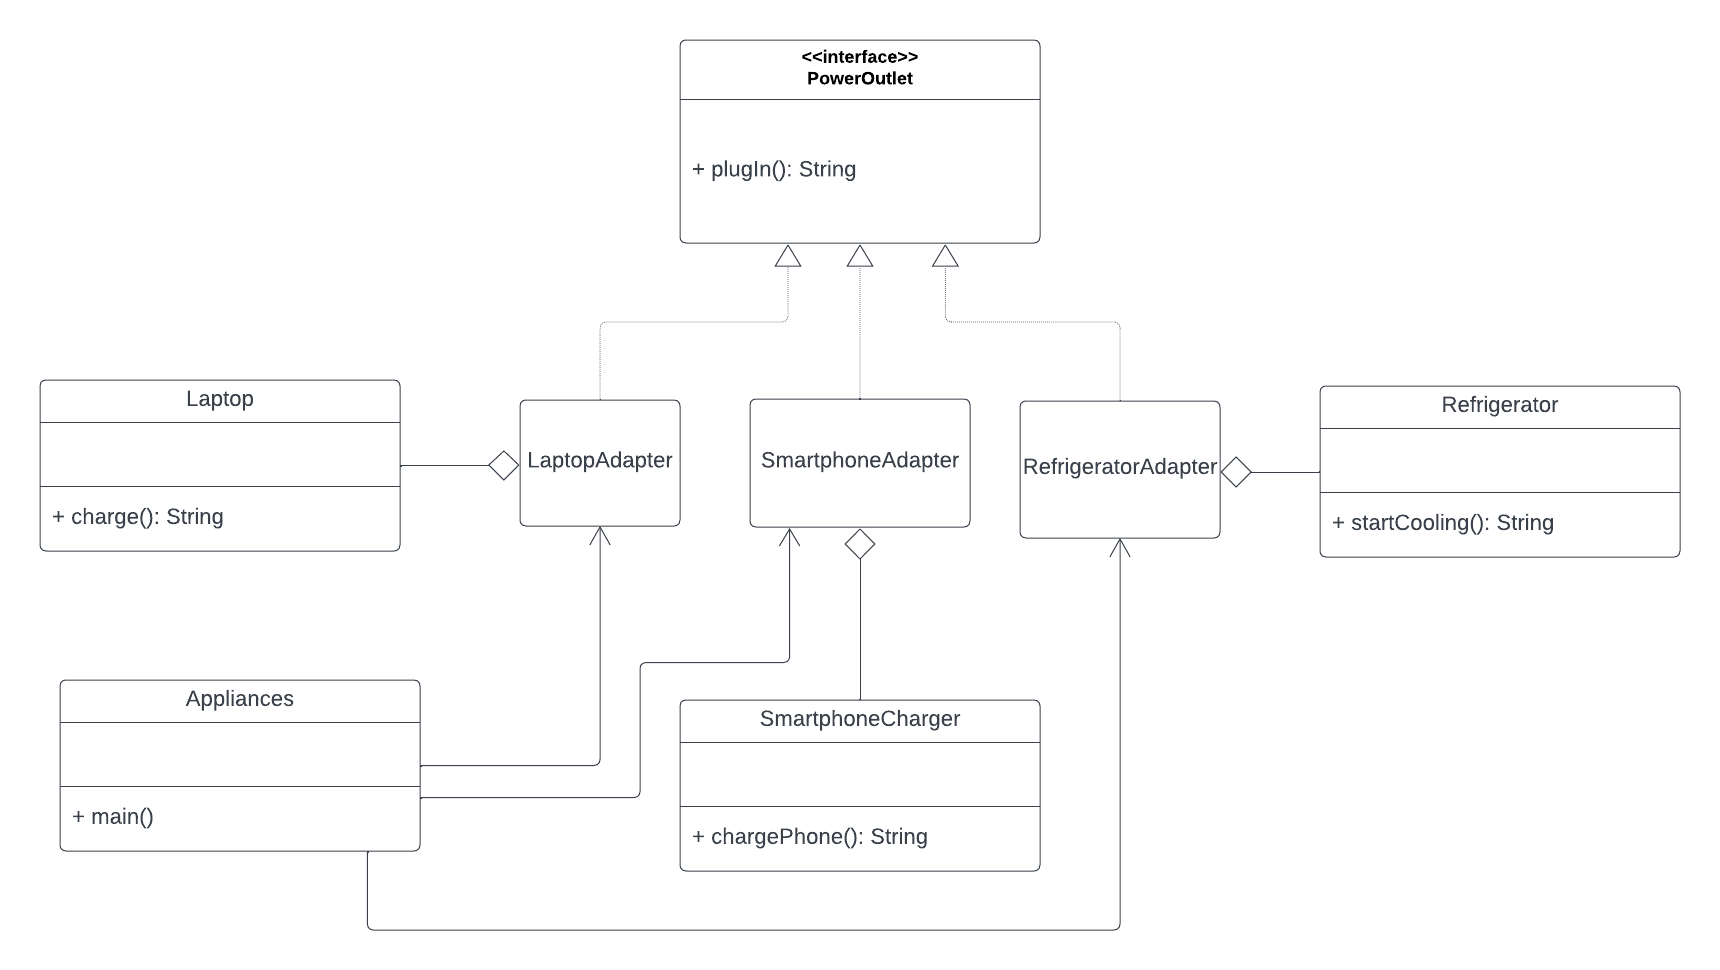 <<interface>>
PowerOutlet
+ plugIn(): String
Laptop
+ charge(): String
LaptopAdapter
SmartphoneAdapter
RefrigeratorAdapter
Refrigerator
+ startCooling(): String
Appliances
+ main()
SmartphoneCharger
+ chargePhone(): String